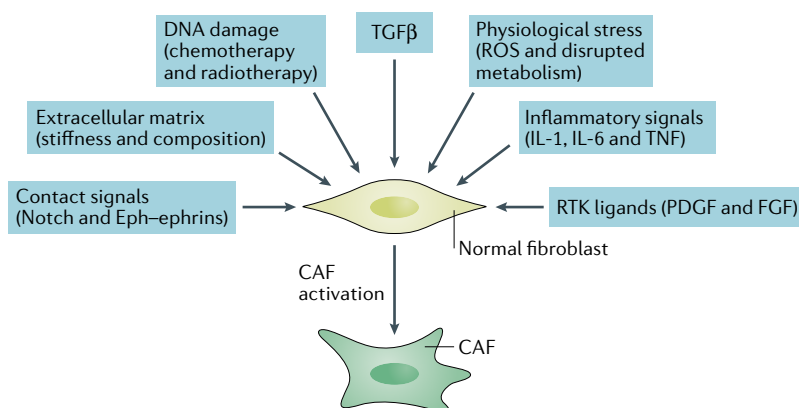 DNA damage
(chemotherapy
and radiotherapy)
TGFβ
Physiological stress
(ROS and disrupted
metabolism)
Extracellular matrix
(stiffness and composition)
Inflammatory signals
(IL-1, IL-6 and TNF)
Contact signals
(Notch and Eph–ephrins)
RTK ligands (PDGF and FGF)
Normal fibroblast
CAF
activation
CAF